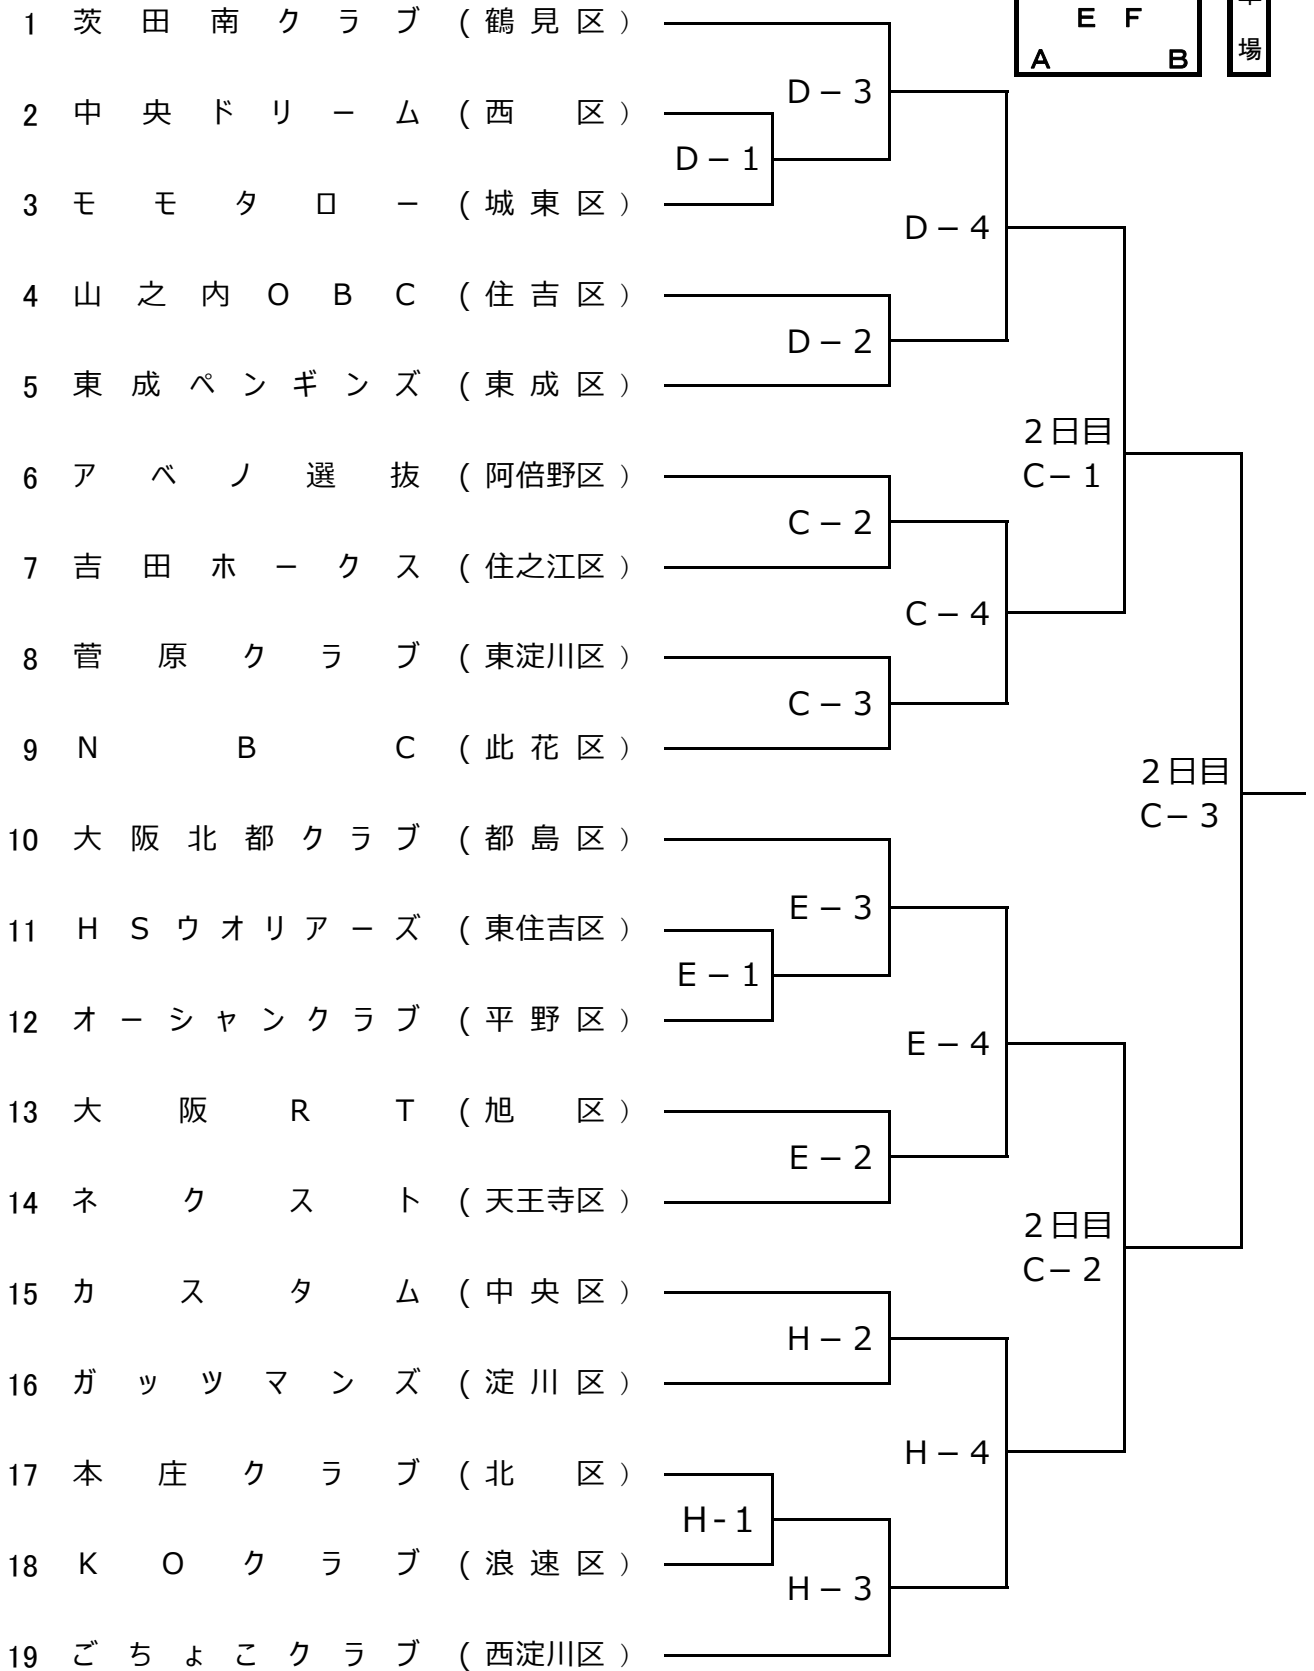 E F
A B
場
1 茨田南クラブ (鶴見区)
D－3
2 中央ドリーム (西 区)
D－1
3 モモタロー (城東区)
D－4
4 山之内OBC (住吉区)
D－2
5 東成ペンギンズ (東成区)
2日目
C－1
6 アベノ選抜 (阿倍野区)
C－2
7 吉田ホークス (住之江区)
C－4
8 菅原クラブ (東淀川区)
C－3
9 NBC (此花区)
2日目
C－3
10 大阪北都クラブ (都島区)
E－3
11 HSウオリアーズ (東住吉区)
E－1
12 オーシャンクラブ (平野区)
E－4
13 大阪RT (旭 区)
E－2
14 ネクスト (天王寺区)
2日目
C－2
15 カスタム (中央区)
H－2
16 ガッツマンズ (淀川区)
H－4
17 本庄クラブ (北 区)
H-1
18 KOクラブ (浪速区)
H－3
19 ごちょこクラブ (西淀川区)